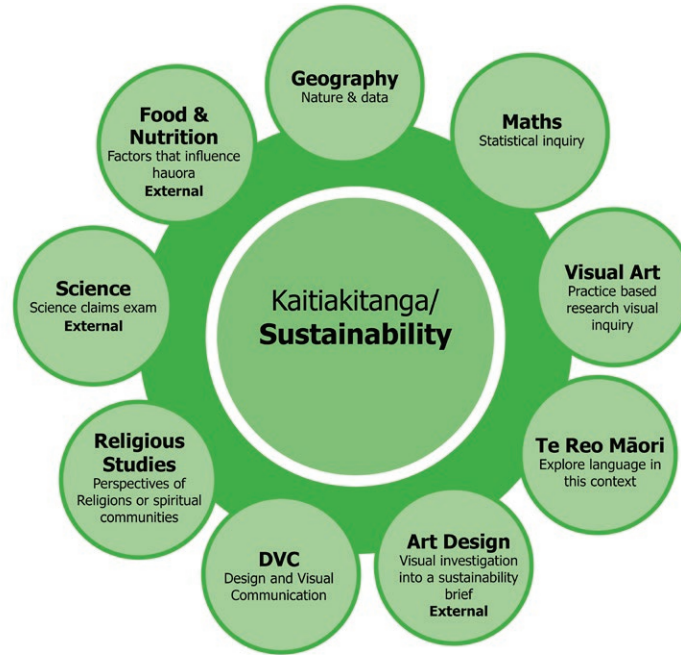 Geography
Nature & data
Maths
Statistical inquiry
Visual Art
Practice based
research visual
inquiry
Te Reo Māori
Explore language in
this context
Art Design
Visual investigation
into a sustainability
brief
External
DVC
Design and Visual
Communication
Religious
Studies
Perspectives of
Religions or spiritual
communities
Science
Science claims exam
External
Food &
Nutrition
Factors that influence
hauora
External
Kaitiakitanga/
Sustainability